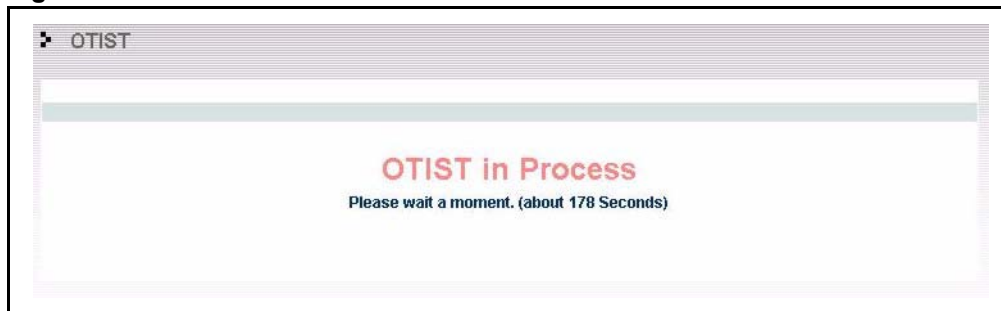 OTIST
OTIST in Process
Please wait a moment. (about 178 Seconds)